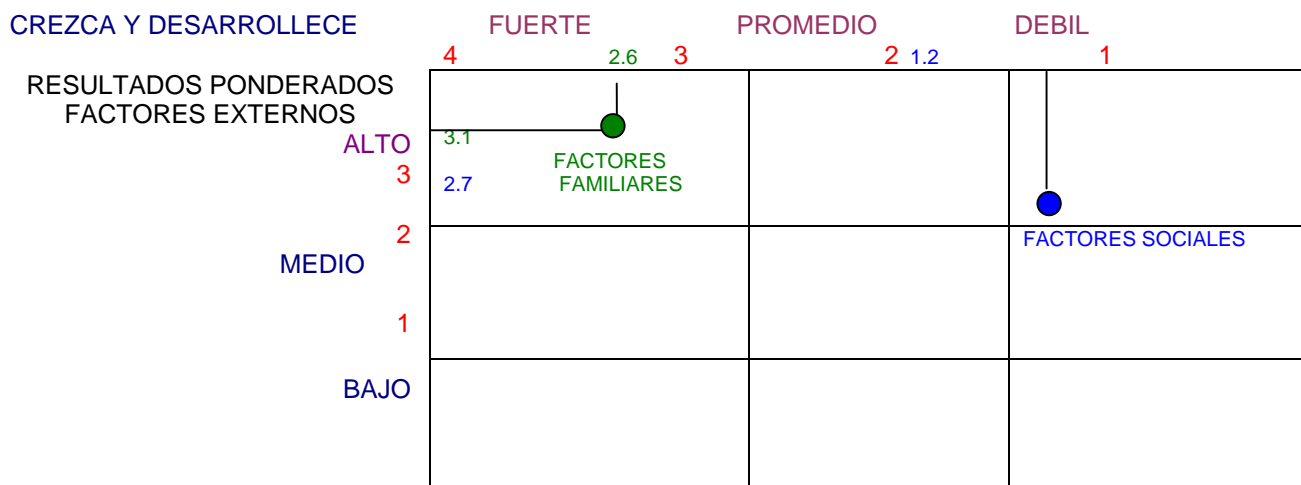 CREZCA Y DESARROLLECE FUERTE PROMEDIO DEBIL
4 2.6 3 2 1.2 1
RESULTADOS PONDERADOS
FACTORES EXTERNOS
ALTO 3.1
FACTORES
3 2.7 FAMILIARES
2 FACTORES SOCIALES
MEDIO
1
BAJO